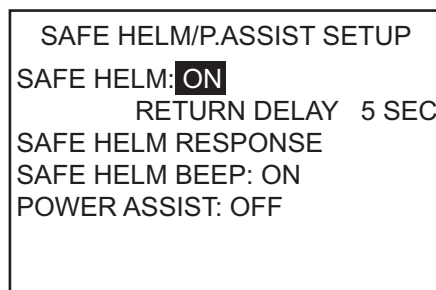 SAFE HELM/P.ASSIST SETUP
SAFE HELM: ON
RETURN DELAY 5 SEC
SAFE HELM RESPONSE
SAFE HELM BEEP: ON
POWER ASSIST: OFF